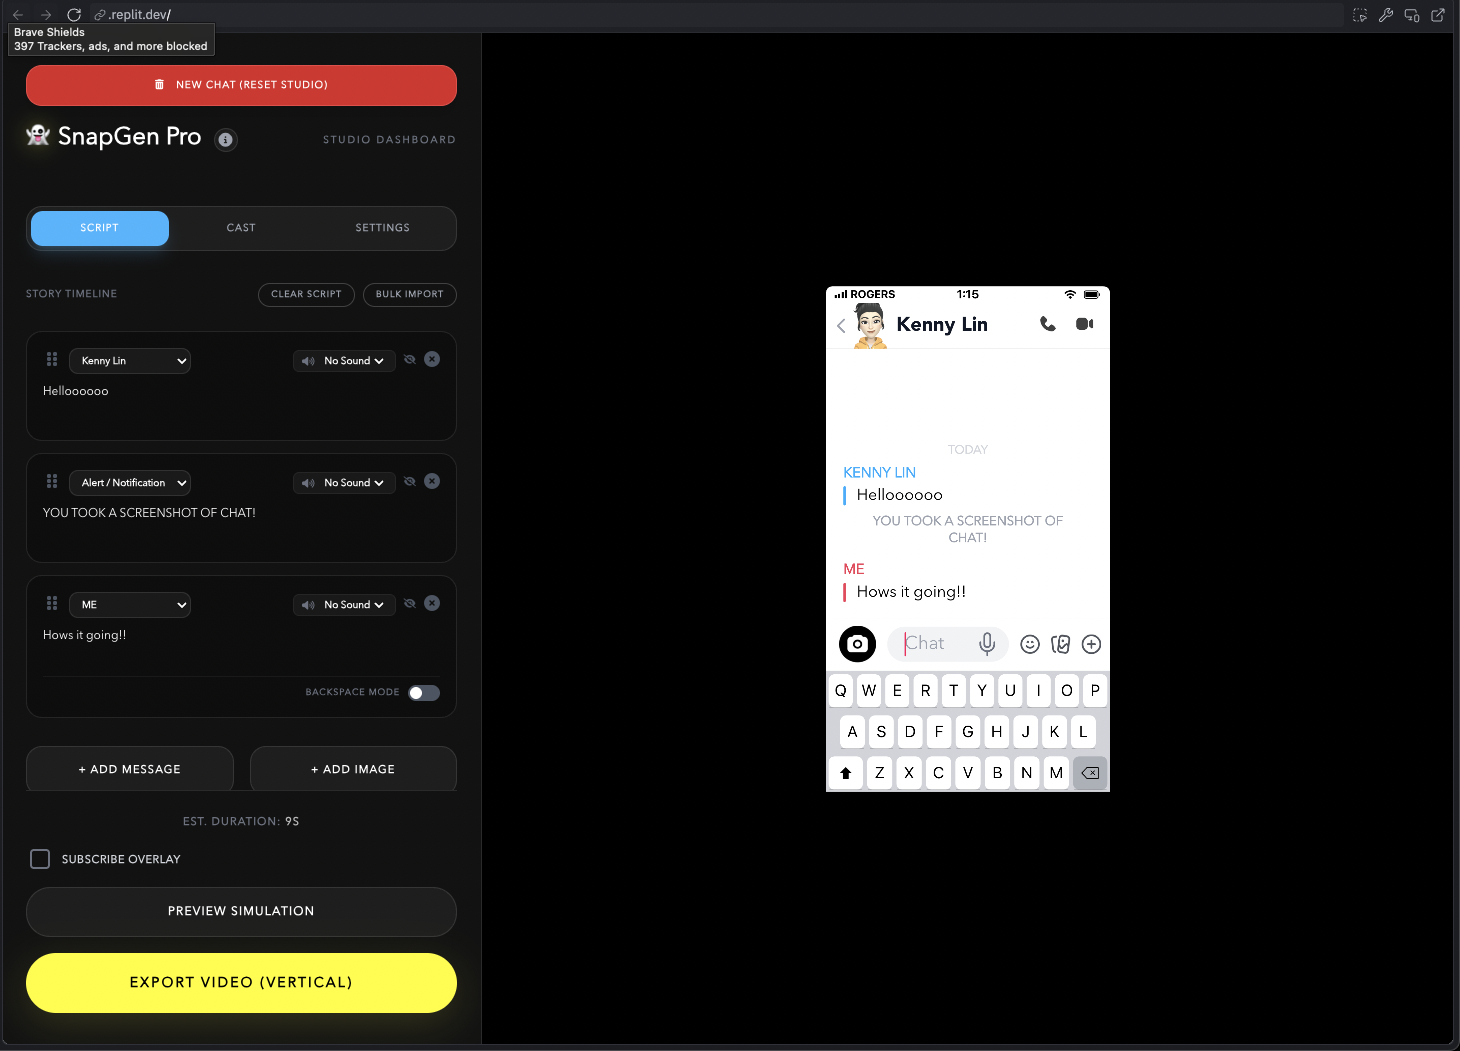 .replit.dev/
Brave Shields
397 Trackers, ads, and more blocked
NEW CHAT (RESET STUDIO)
SnapGen Pro
STUDIO DASHBOARD
SCRIPT
CAST
SETTINGS
STORY TIMELINE
CLEAR SCRIPT
BULK IMPORT
Kenny Lin
No Sound
Helloooooo
Alert / Notification
No Sound
YOU TOOK A SCREENSHOT OF CHAT!
ME
No Sound
Hows it going!!
BACKSPACE MODE
+ ADD MESSAGE
+ ADD IMAGE
EST. DURATION: 9S
SUBSCRIBE OVERLAY
PREVIEW SIMULATION
EXPORT VIDEO (VERTICAL)
ROGERS
1:15
Kenny Lin
TODAY
KENNY LIN
Helloooooo
YOU TOOK A SCREENSHOT OF
CHAT!
ME
Hows it going!!
Chat
Q W E R T Y U I O P
A S D F G H J K L
Z X C V B N M